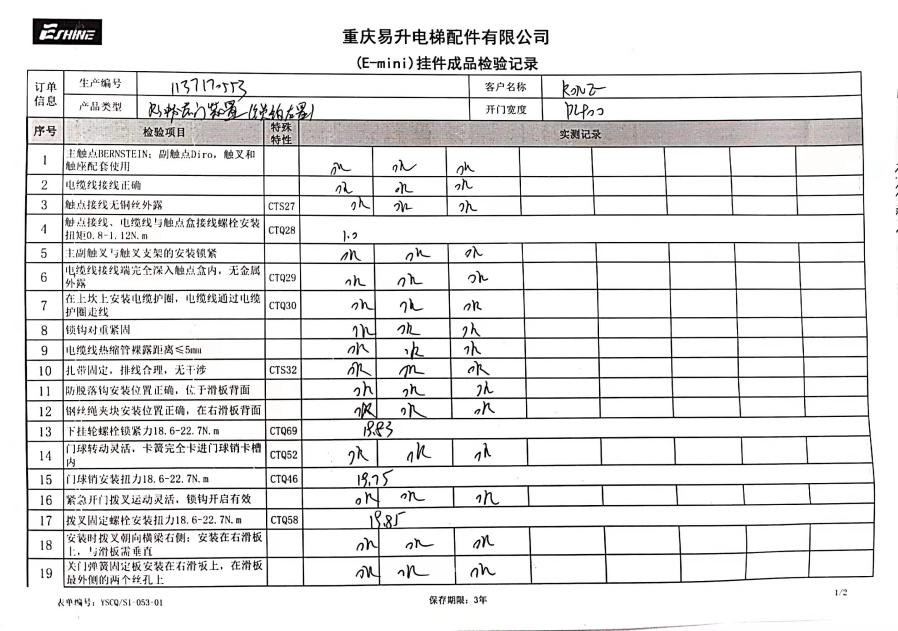 ESHINE
重庆易升电梯配件有限公司
(E-mini)挂件成品检验记录
订单信息 生产编号 1137170553 客户名称
产品类型 开门宽度
序号 检验项目 特殊特性 实测记录
1 主触点BERNSTEIN；副触点Diro，触叉和
触座配套使用 ok ok ok
2 电缆线接线正确 ok ok ok
3 触点接线无铜丝外露 CTS27 ok ok ok
4 触点接线、电缆线与触点盒接线螺栓安装
扭矩0.8-1.12N.m CTQ28 1.0
5 主副触叉与触叉支架的安装锁紧 ok ok ok
6 电缆线接线端完全深入触点盒内，无金属
外露 CTQ29 ok ok ok
7 在上坎上安装电缆护圈，电缆线通过电缆
护圈走线 CTQ30 ok ok ok
8 锁钩对重紧固 ok ok ok
9 电缆线热缩管裸露距离≤5mm ok ok ok
10 扎带固定，排线合理，无干涉 CTS32 ok ok ok
11 防脱落钩安装位置正确，位于滑板背面 ok ok ok
12 钢丝绳夹块安装位置正确，在右滑板背面 ok ok ok
13 下挂轮螺栓锁紧力18.6-22.7N.m CTQ69 19.83
14 门球转动灵活，卡簧完全卡进门球销卡槽
内 CTQ52 ok ok ok
15 门球销安装扭力18.6-22.7N.m CTQ46 19.75
16 紧急开门拨叉运动灵活，锁钩开启有效 ok ok ok
17 拨叉固定螺栓安装扭力18.6-22.7N.m CTQ58 19.85
18 安装时拨叉朝向横梁右侧；安装在右滑板
上，与滑板需垂直 ok ok ok
19 关门弹簧固定板安装在右滑板上，在滑板
最外侧的两个丝孔上 ok ok ok
表单编号：YSCQ/S1-053-01 保存期限：3年 1/2